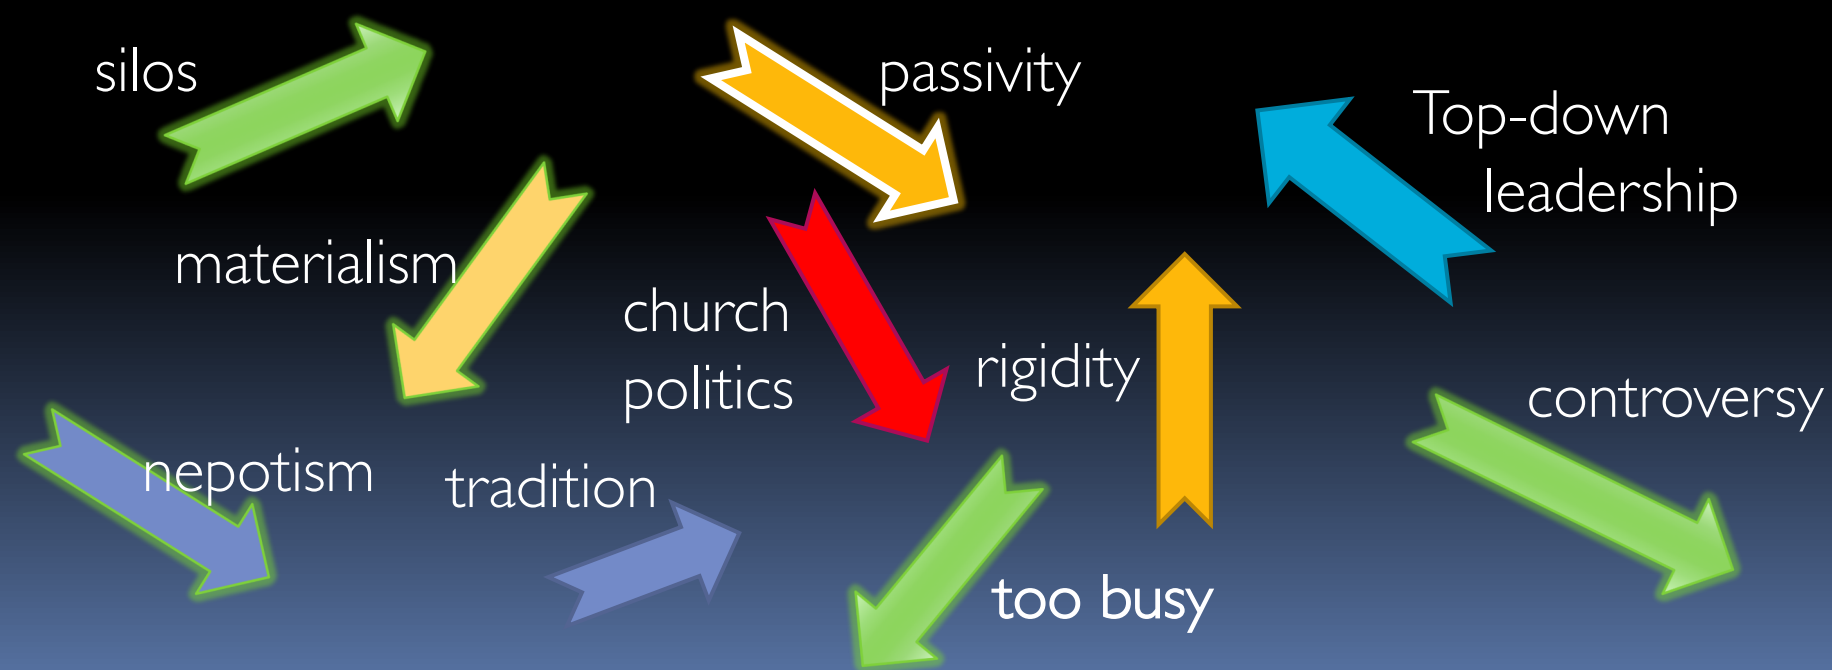 silos
passivity
Top-down
leadership
materialism
church
politics
rigidity
controversy
nepotism
tradition
too busy